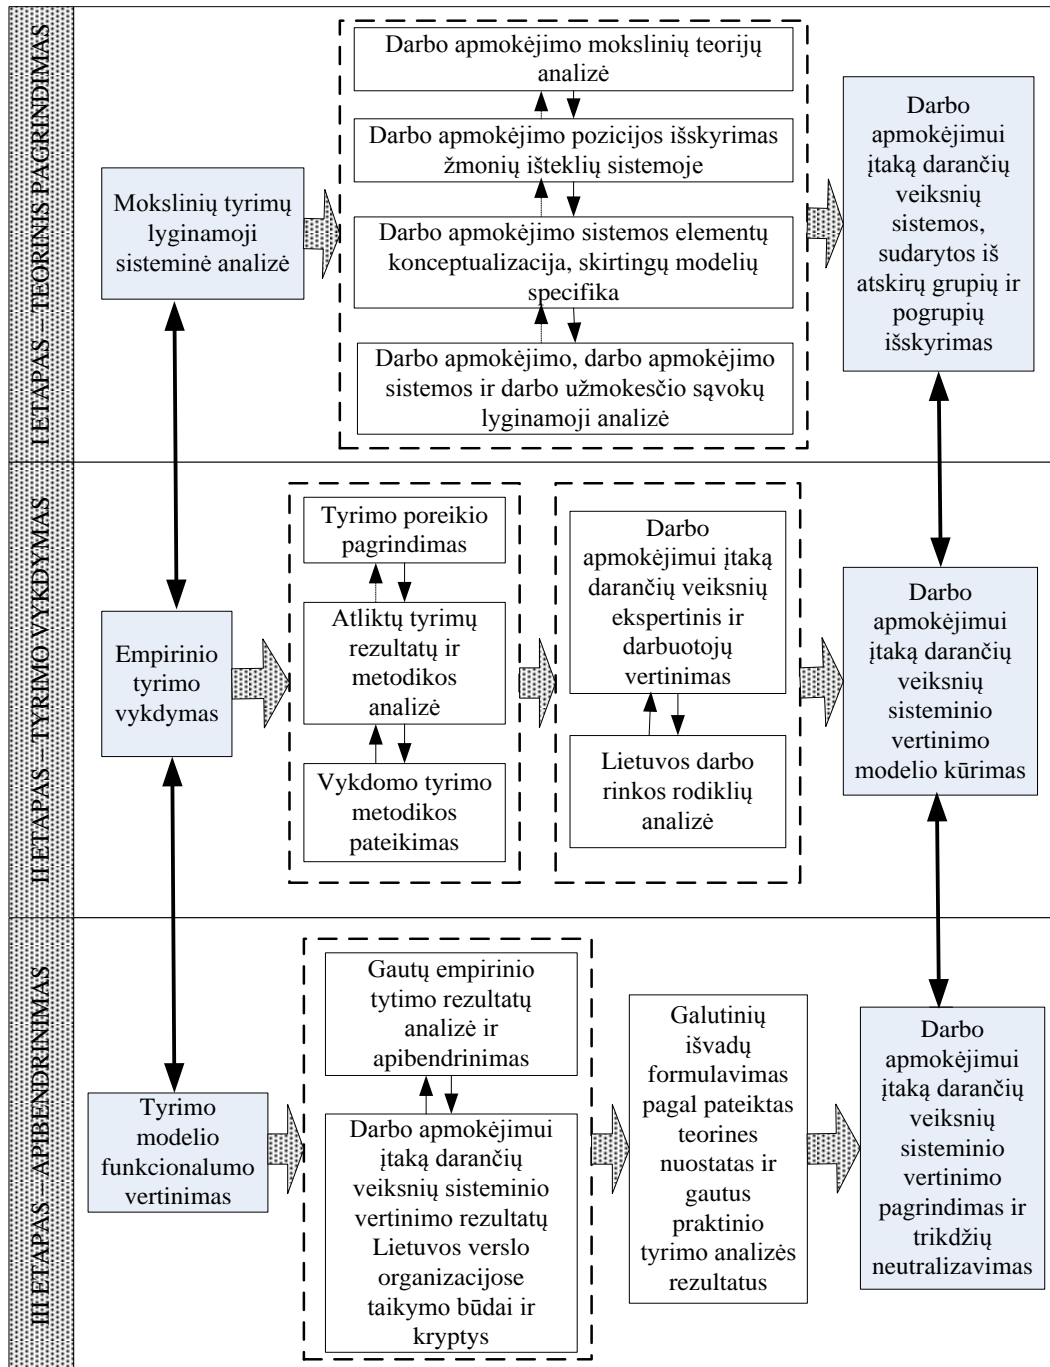 I ETAPAS – TEORINIS PAGRINDIMAS
Mokslinių tyrimų
lyginamoji
sisteminė analizė
Darbo apmokėjimo mokslinių teorijų
analizė
Darbo apmokėjimo pozicijos išskyrimas
žmonių išteklių sistemoje
Darbo apmokėjimo sistemos elementų
konceptualizacija, skirtingų modelių
specifika
Darbo apmokėjimo, darbo apmokėjimo
sistemos ir darbo užmokesčio sąvokų
lyginamoji analizė
Darbo
apmokėjimui
įtaką darančių
veiksnių
sistemos,
sudarytos iš
atskirų grupių ir
pogrupių
išskyrimas
II ETAPAS – TYRIMO VYKDYMAS
Empirinio
tyrimo
vykdymas
Tyrimo poreikio
pagrindimas
Atliktų tyrimų
rezultatų ir
metodikos
analizė
Vykdomo tyrimo
metodikos
pateikimas
Darbo
apmokėjimui įtaką
darančių veiksnių
ekspertinis ir
darbuotojų
vertinimas
Lietuvos darbo
rinkos rodiklių
analizė
Darbo
apmokėjimui
įtaką darančių
veiksnių
sisteminio
vertinimo
modelio kūrimas
III ETAPAS – APIBENDRINIMAS
Tyrimo
modelio
funkcionalumo
vertinimas
Gautų empirinio
tytimo rezultatų
analizė ir
apibendrinimas
Darbo apmokėjimui
įtaką darančių
veiksnių sisteminio
vertinimo rezultatų
Lietuvos verslo
organizacijose
taikymo būdai ir
kryptys
Galutinių
išvadų
formulavimas
pagal pateiktas
teorines
nuostatas ir
gautus
praktinio
tyrimo analizės
rezultatus
Darbo
apmokėjimui
įtaką darančių
veiksnių
sisteminio
vertinimo
pagrindimas ir
trikdžių
neutralizavimas